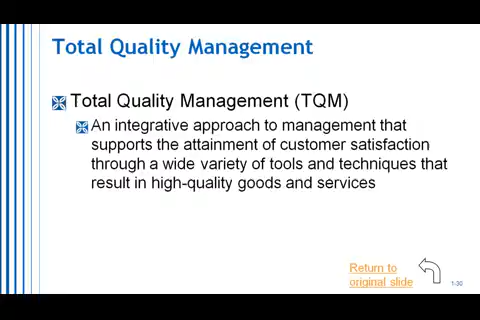 Total Quality Management
Total Quality Management (TQM)
An integrative approach to management that
supports the attainment of customer satisfaction
through a wide variety of tools and techniques that
result in high-quality goods and services
Return to
original slide
1-30